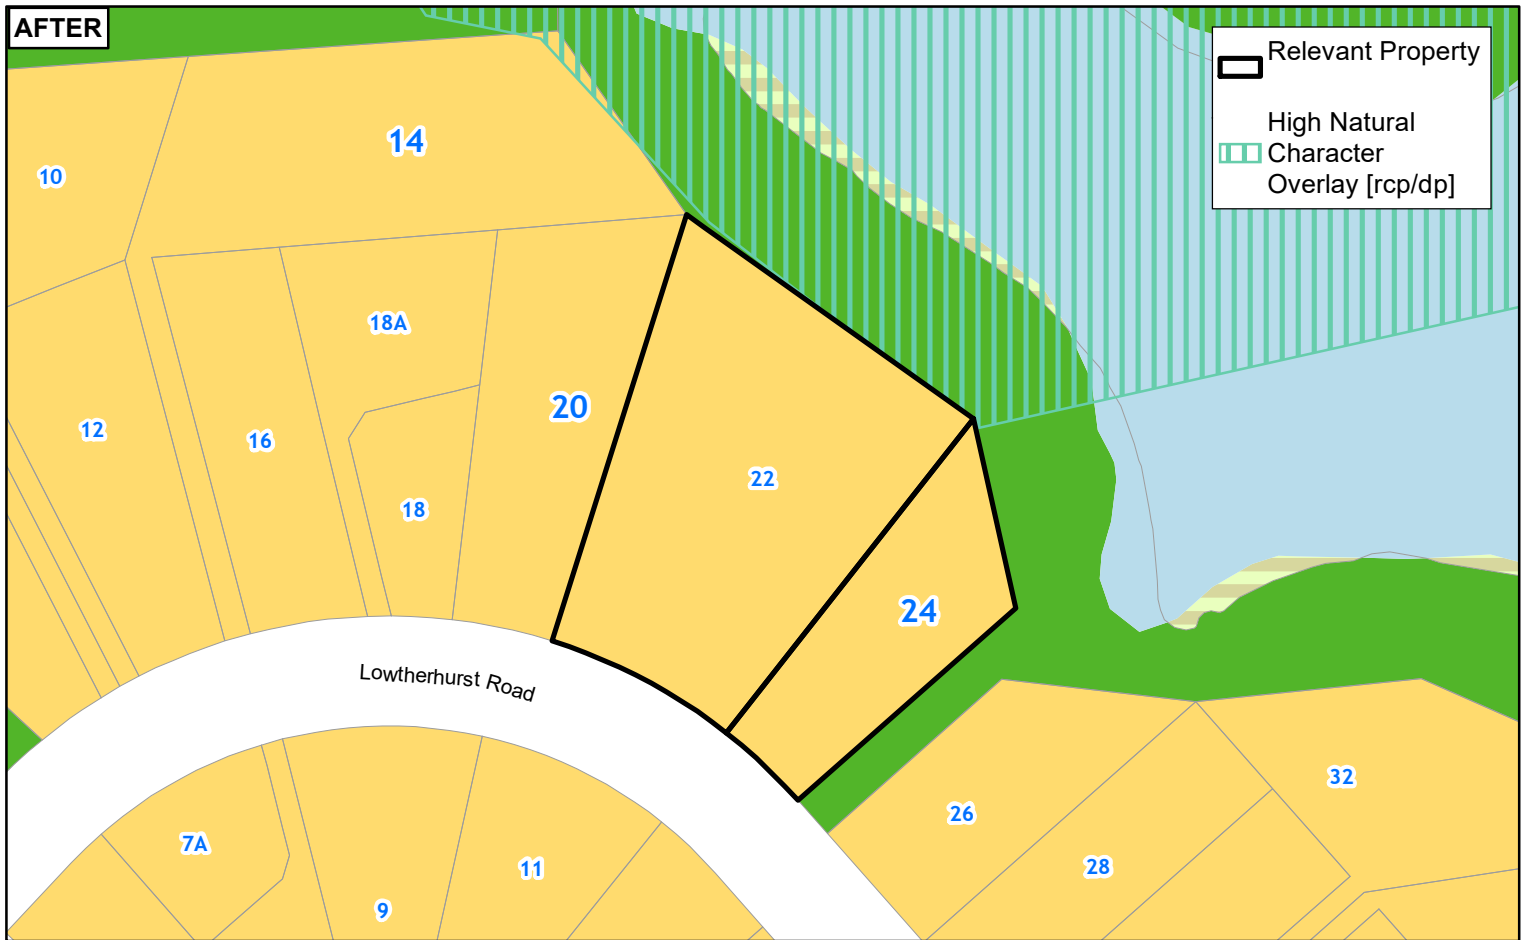 AFTER
Relevant Property
High Natural
Character
Overlay [rcp/dp]
14
10
18A
20
12
16
22
18
24
Lowtherhurst Road
32
26
7A
28
11
9